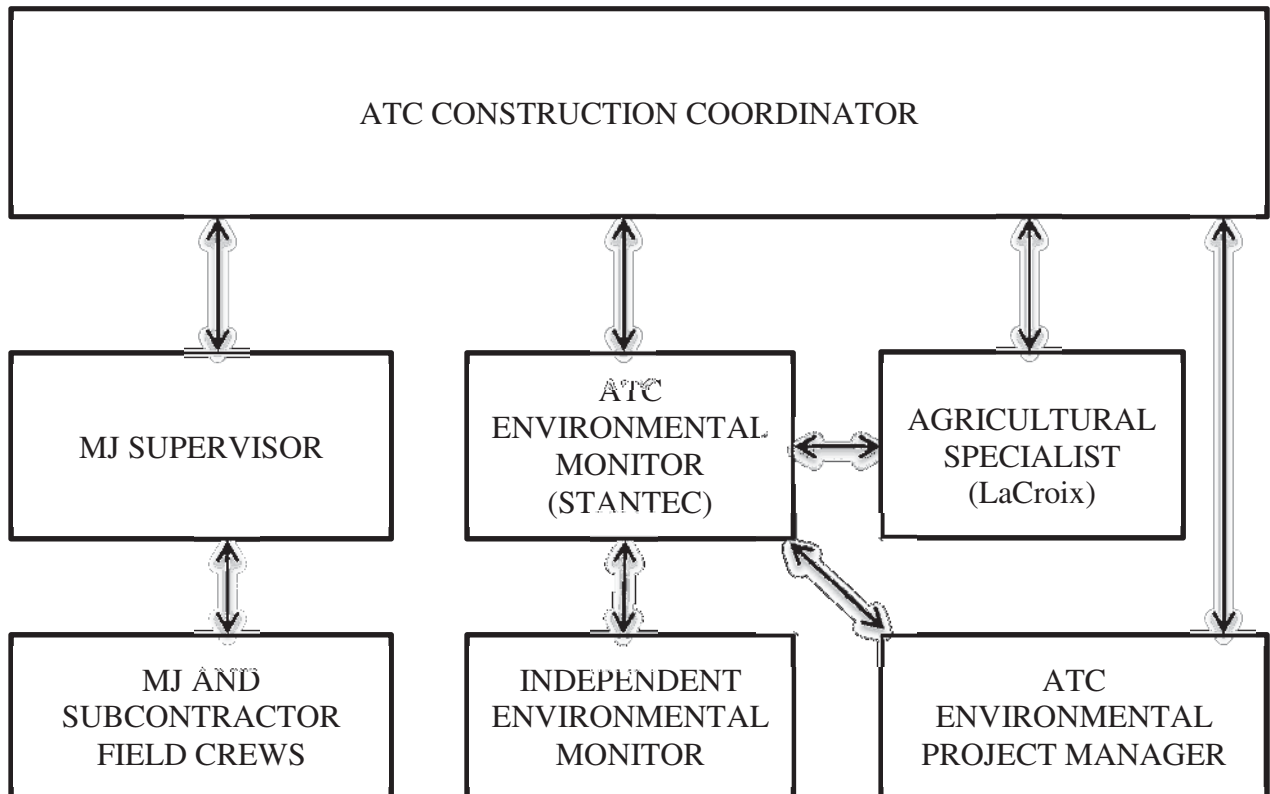 ATC CONSTRUCTION COORDINATOR
MJ SUPERVISOR
ATC
ENVIRONMENTAL
MONITOR
(STANTEC)
AGRICULTURAL
SPECIALIST
(LaCroix)
MJ AND
SUBCONTRACTOR
FIELD CREWS
INDEPENDENT
ENVIRONMENTAL
MONITOR
ATC
ENVIRONMENTAL
PROJECT MANAGER